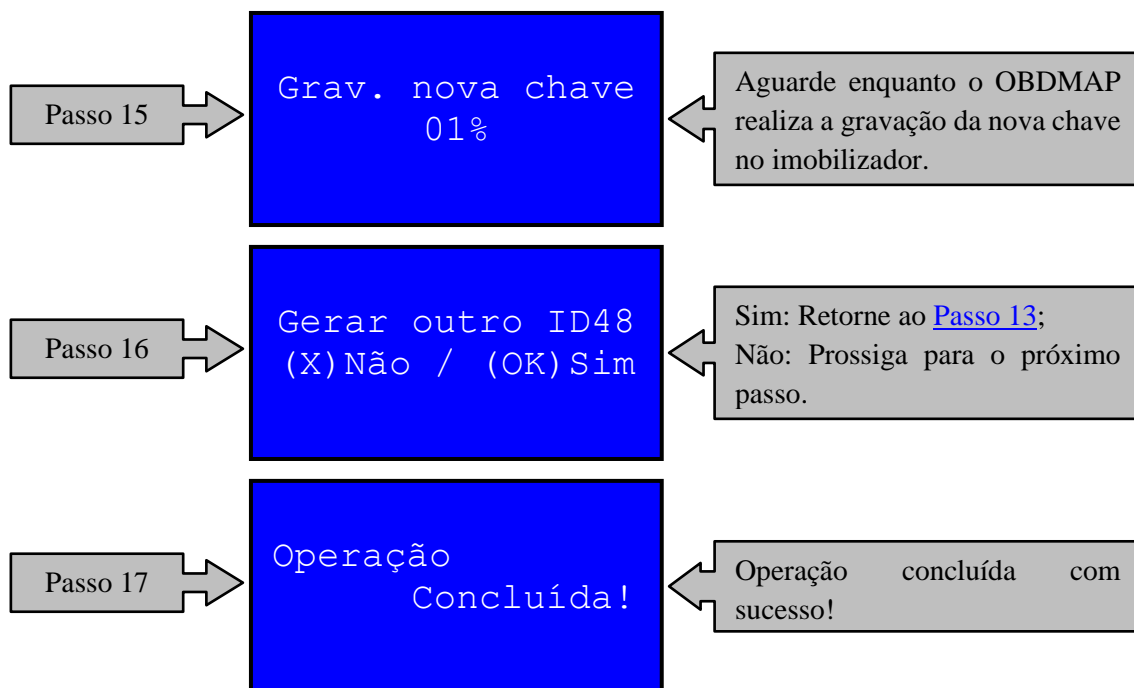 Passo 15
Grav. nova chave
01%
Aguarde enquanto o OBDMAP
realiza a gravação da nova chave
no imobilizador.
Passo 16
Gerar outro ID48
(X)Não / (OK)Sim
Sim: Retorne ao Passo 13;
Não: Prossiga para o próximo
passo.
Passo 17
Operação
Concluída!
Operação concluída com
sucesso!